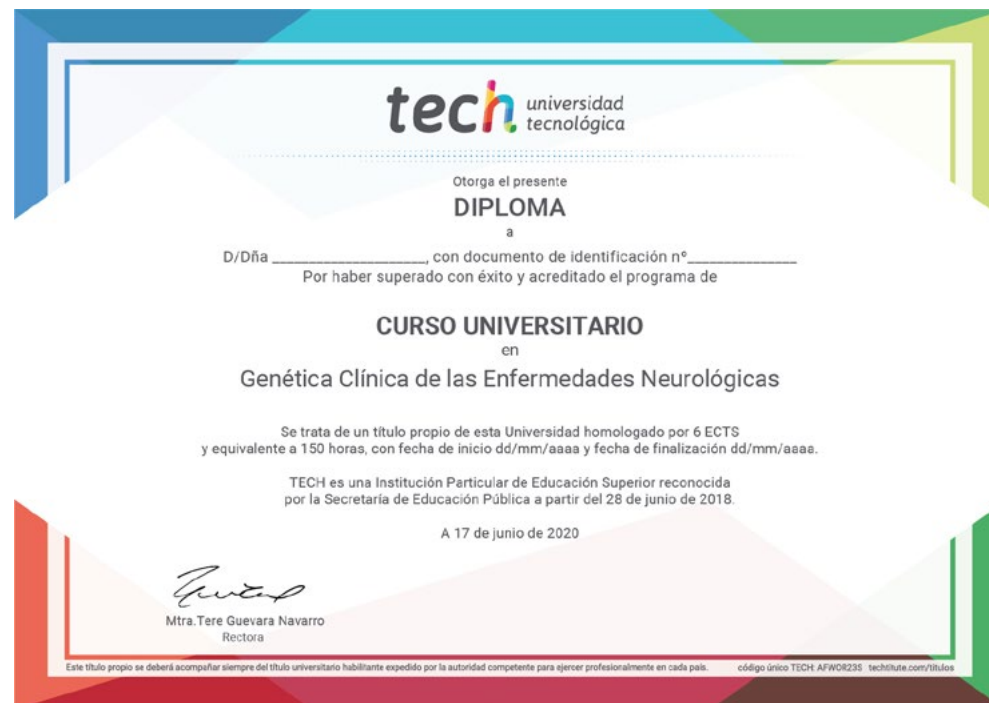 tech universidad
tecnológica
Otorga el presente
DIPLOMA
a
D/Dña ______________________, con documento de identificación nº________________
Por haber superado con éxito y acreditado el programa de
CURSO UNIVERSITARIO
en
Genética Clínica de las Enfermedades Neurológicas
Se trata de un título propio de esta Universidad homologado por 6 ECTS
y equivalente a 150 horas, con fecha de inicio dd/mm/aaaa y fecha de finalización dd/mm/aaaa.
TECH es una Institución Particular de Educación Superior reconocida
por la Secretaría de Educación Pública a partir del 28 de junio de 2018.
A 17 de junio de 2020
Mtra.Tere Guevara Navarro
Rectora
Este título propio se deberá acompañar siempre del título universitario habilitante expedido por la autoridad competente para ejercer profesionalmente en cada país. código único TECH: AFWOR23S techtitute.com/titulos